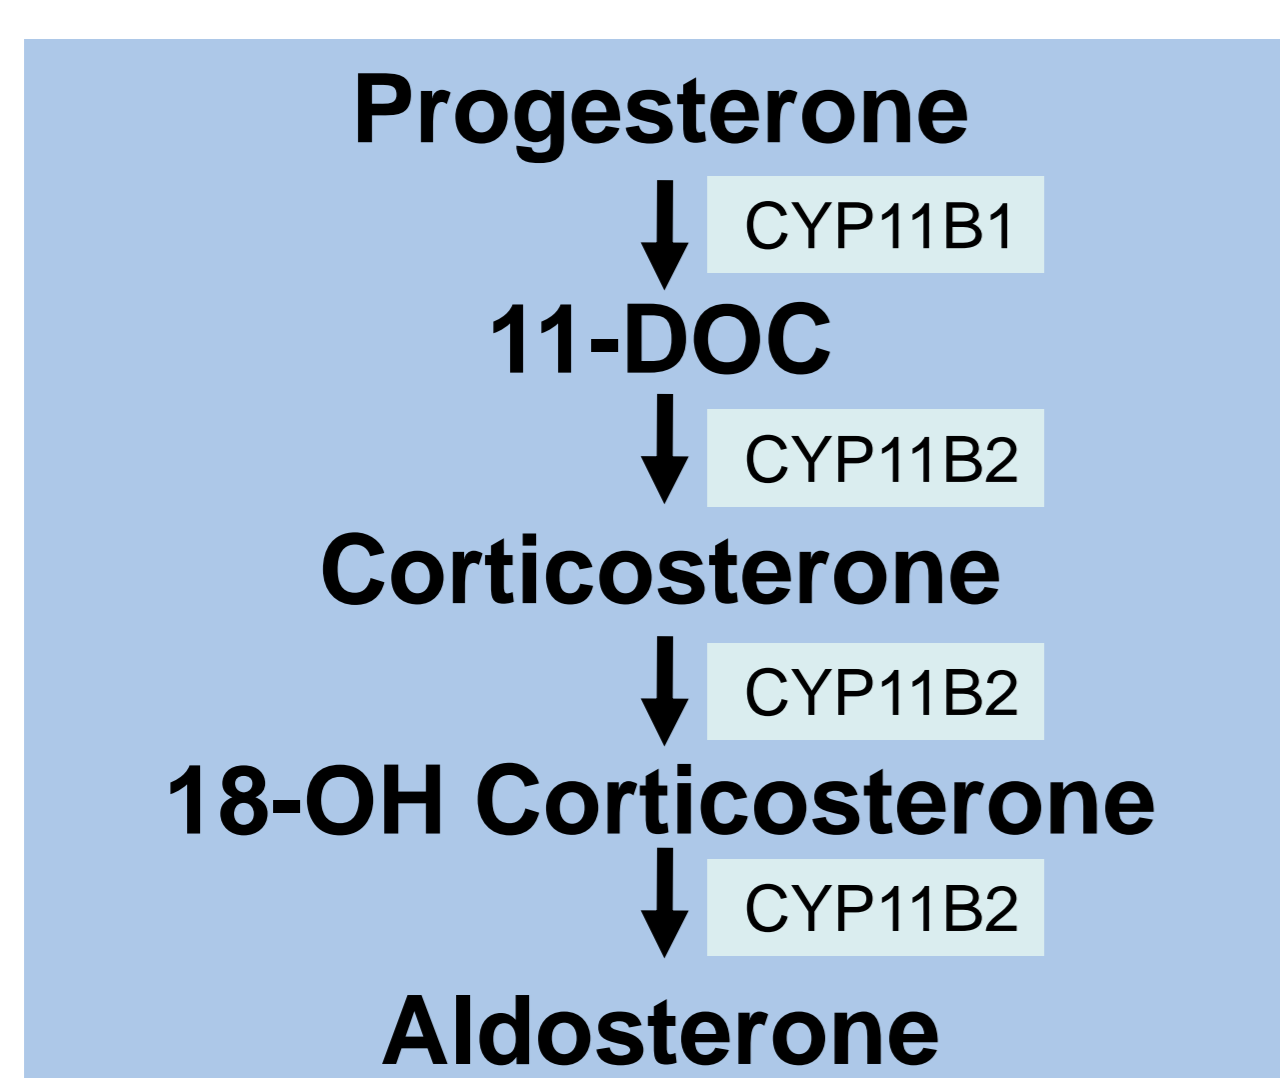 Progesterone
CYP11B1
11-DOC
CYP11B2
Corticosterone
CYP11B2
18-OH Corticosterone
CYP11B2
Aldosterone